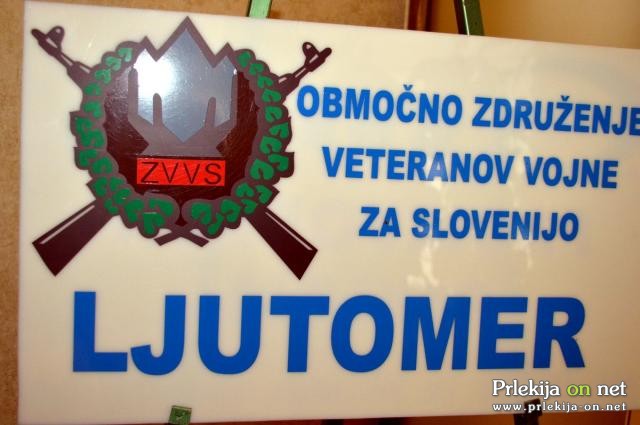 ZVVS
OBMOČNO ZDRUŽENJE
VETERANOV VOJNE
ZA SLOVENIJO
LJUTOMER
Prlekija on net
www.prlekija-on.net